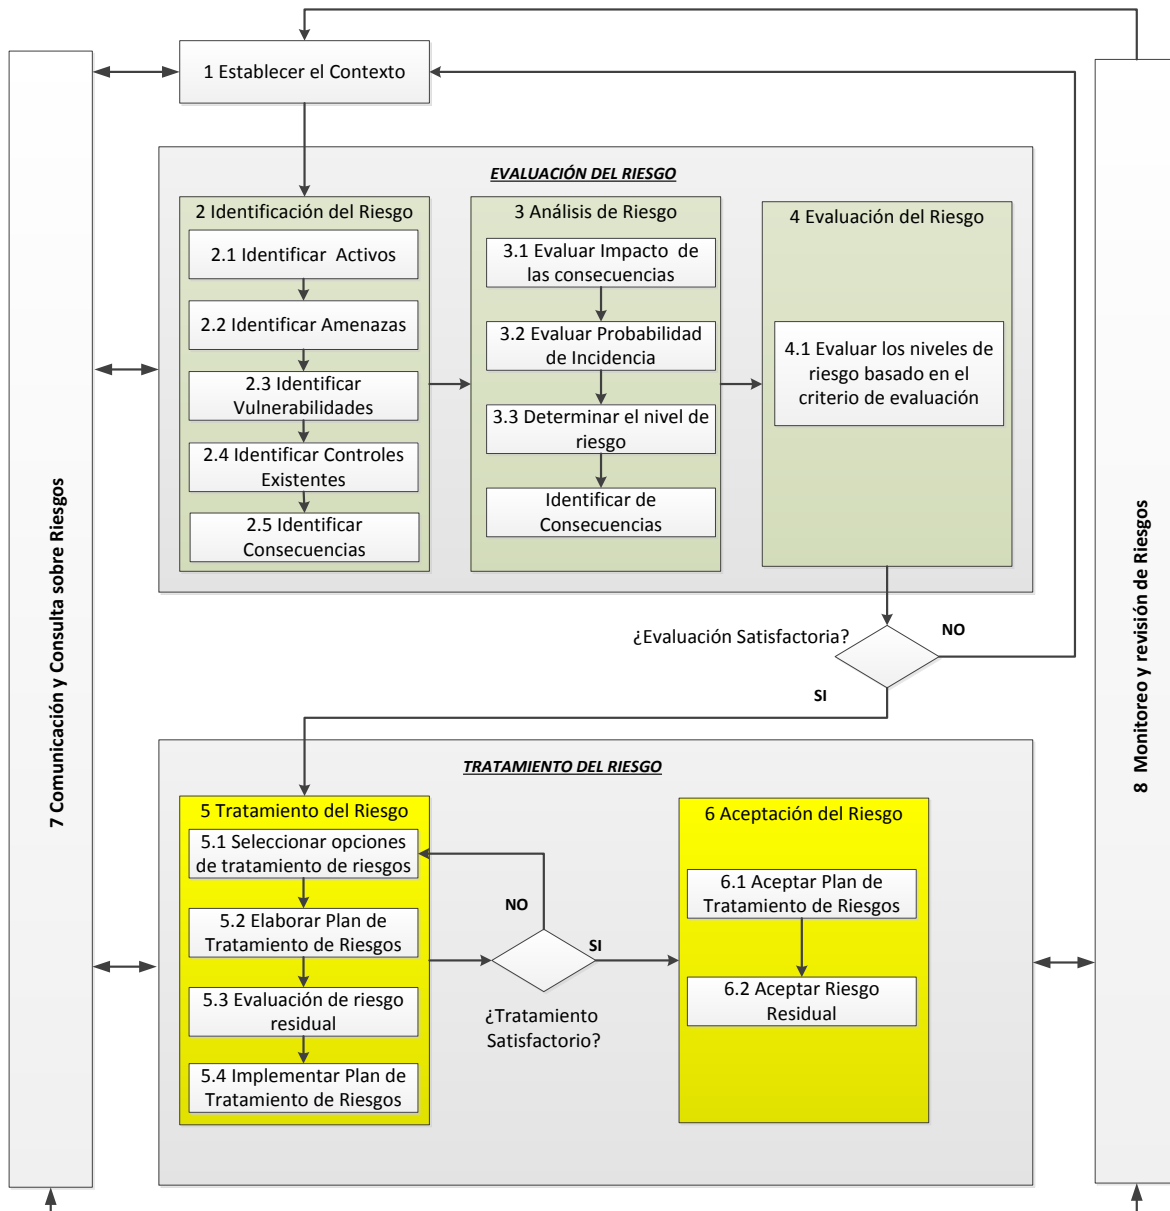 1 Establecer el Contexto
EVALUACIÓN DEL RIESGO
2 Identificación del Riesgo
2.1 Identificar Activos
2.2 Identificar Amenazas
2.3 Identificar
Vulnerabilidades
2.4 Identificar Controles
Existentes
2.5 Identificar
Consecuencias
3 Análisis de Riesgo
3.1 Evaluar Impacto de
las consecuencias
3.2 Evaluar Probabilidad
de Incidencia
3.3 Determinar el nivel de
riesgo
Identificar de
Consecuencias
4 Evaluación del Riesgo
4.1 Evaluar los niveles de
riesgo basado en el
criterio de evaluación
¿Evaluación Satisfactoria?
NO
SI
TRATAMIENTO DEL RIESGO
5 Tratamiento del Riesgo
5.1 Seleccionar opciones
de tratamiento de riesgos
5.2 Elaborar Plan de
Tratamiento de Riesgos
5.3 Evaluación de riesgo
residual
5.4 Implementar Plan de
Tratamiento de Riesgos
NO
SI
¿Tratamiento
Satisfactorio?
6 Aceptación del Riesgo
6.1 Aceptar Plan de
Tratamiento de Riesgos
6.2 Aceptar Riesgo
Residual
7 Comunicación y Consulta sobre Riesgos
8 Monitoreo y revisión de Riesgos